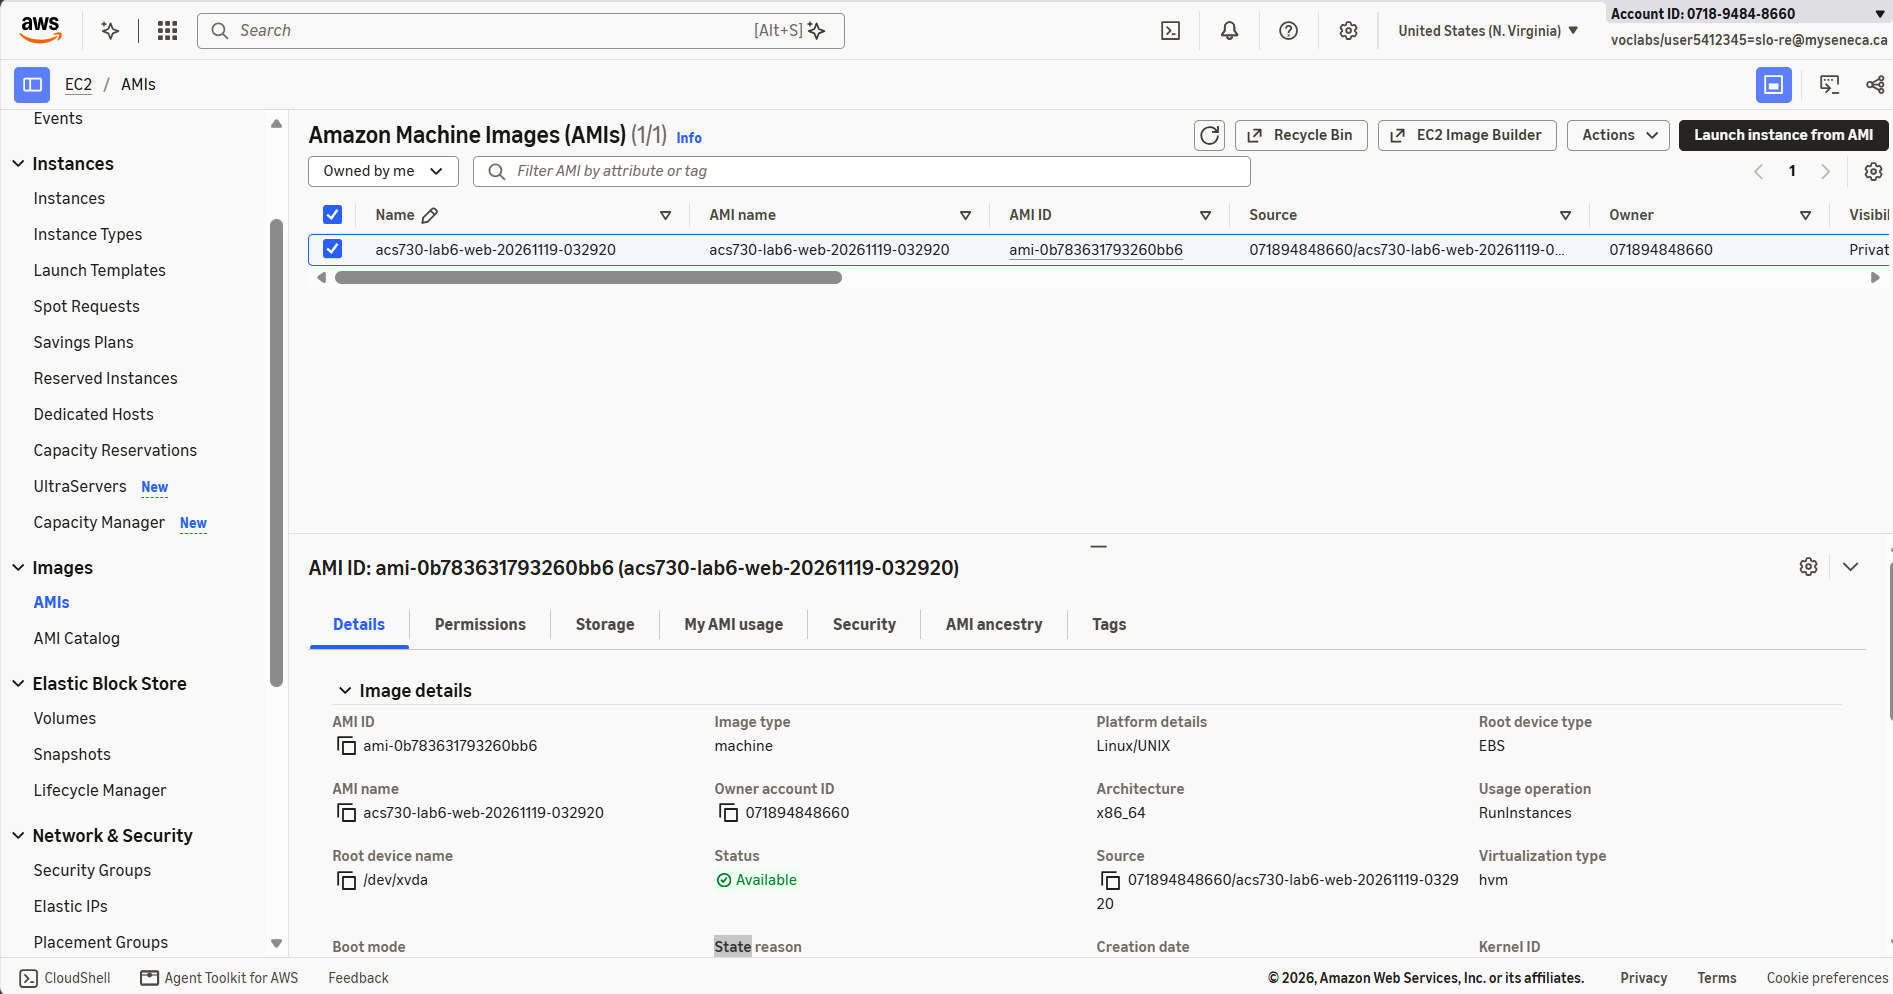 aws
Search
[Alt+S]
United States (N. Virginia)
Account ID: 0718-9484-8660
voclabs/user5412345=slo-re@myseneca.ca
EC2 / AMIs
Events
Instances
Instances
Instance Types
Launch Templates
Spot Requests
Savings Plans
Reserved Instances
Dedicated Hosts
Capacity Reservations
UltraServers New
Capacity Manager New
Images
AMIs
AMI Catalog
Elastic Block Store
Volumes
Snapshots
Lifecycle Manager
Network & Security
Security Groups
Elastic IPs
Placement Groups
Amazon Machine Images (AMIs) (1/1) Info
Recycle Bin
EC2 Image Builder
Actions
Launch instance from AMI
Owned by me
Filter AMI by attribute or tag
1
Name AMI name AMI ID Source Owner Visibil
acs730-lab6-web-20261119-032920 acs730-lab6-web-20261119-032920 ami-0b783631793260bb6 071894848660/acs730-lab6-web-20261119-0... 071894848660 Privat
AMI ID: ami-0b783631793260bb6 (acs730-lab6-web-20261119-032920)
Details Permissions Storage My AMI usage Security AMI ancestry Tags
Image details
AMI ID Image type Platform details Root device type
ami-0b783631793260bb6 machine Linux/UNIX EBS
AMI name Owner account ID Architecture Usage operation
acs730-lab6-web-20261119-032920 071894848660 x86_64 RunInstances
Root device name Status Source Virtualization type
/dev/xvda Available 071894848660/acs730-lab6-web-20261119-0329 hvm
20
Boot mode State reason Creation date Kernel ID
CloudShell Agent Toolkit for AWS Feedback
© 2026, Amazon Web Services, Inc. or its affiliates. Privacy Terms Cookie preferences